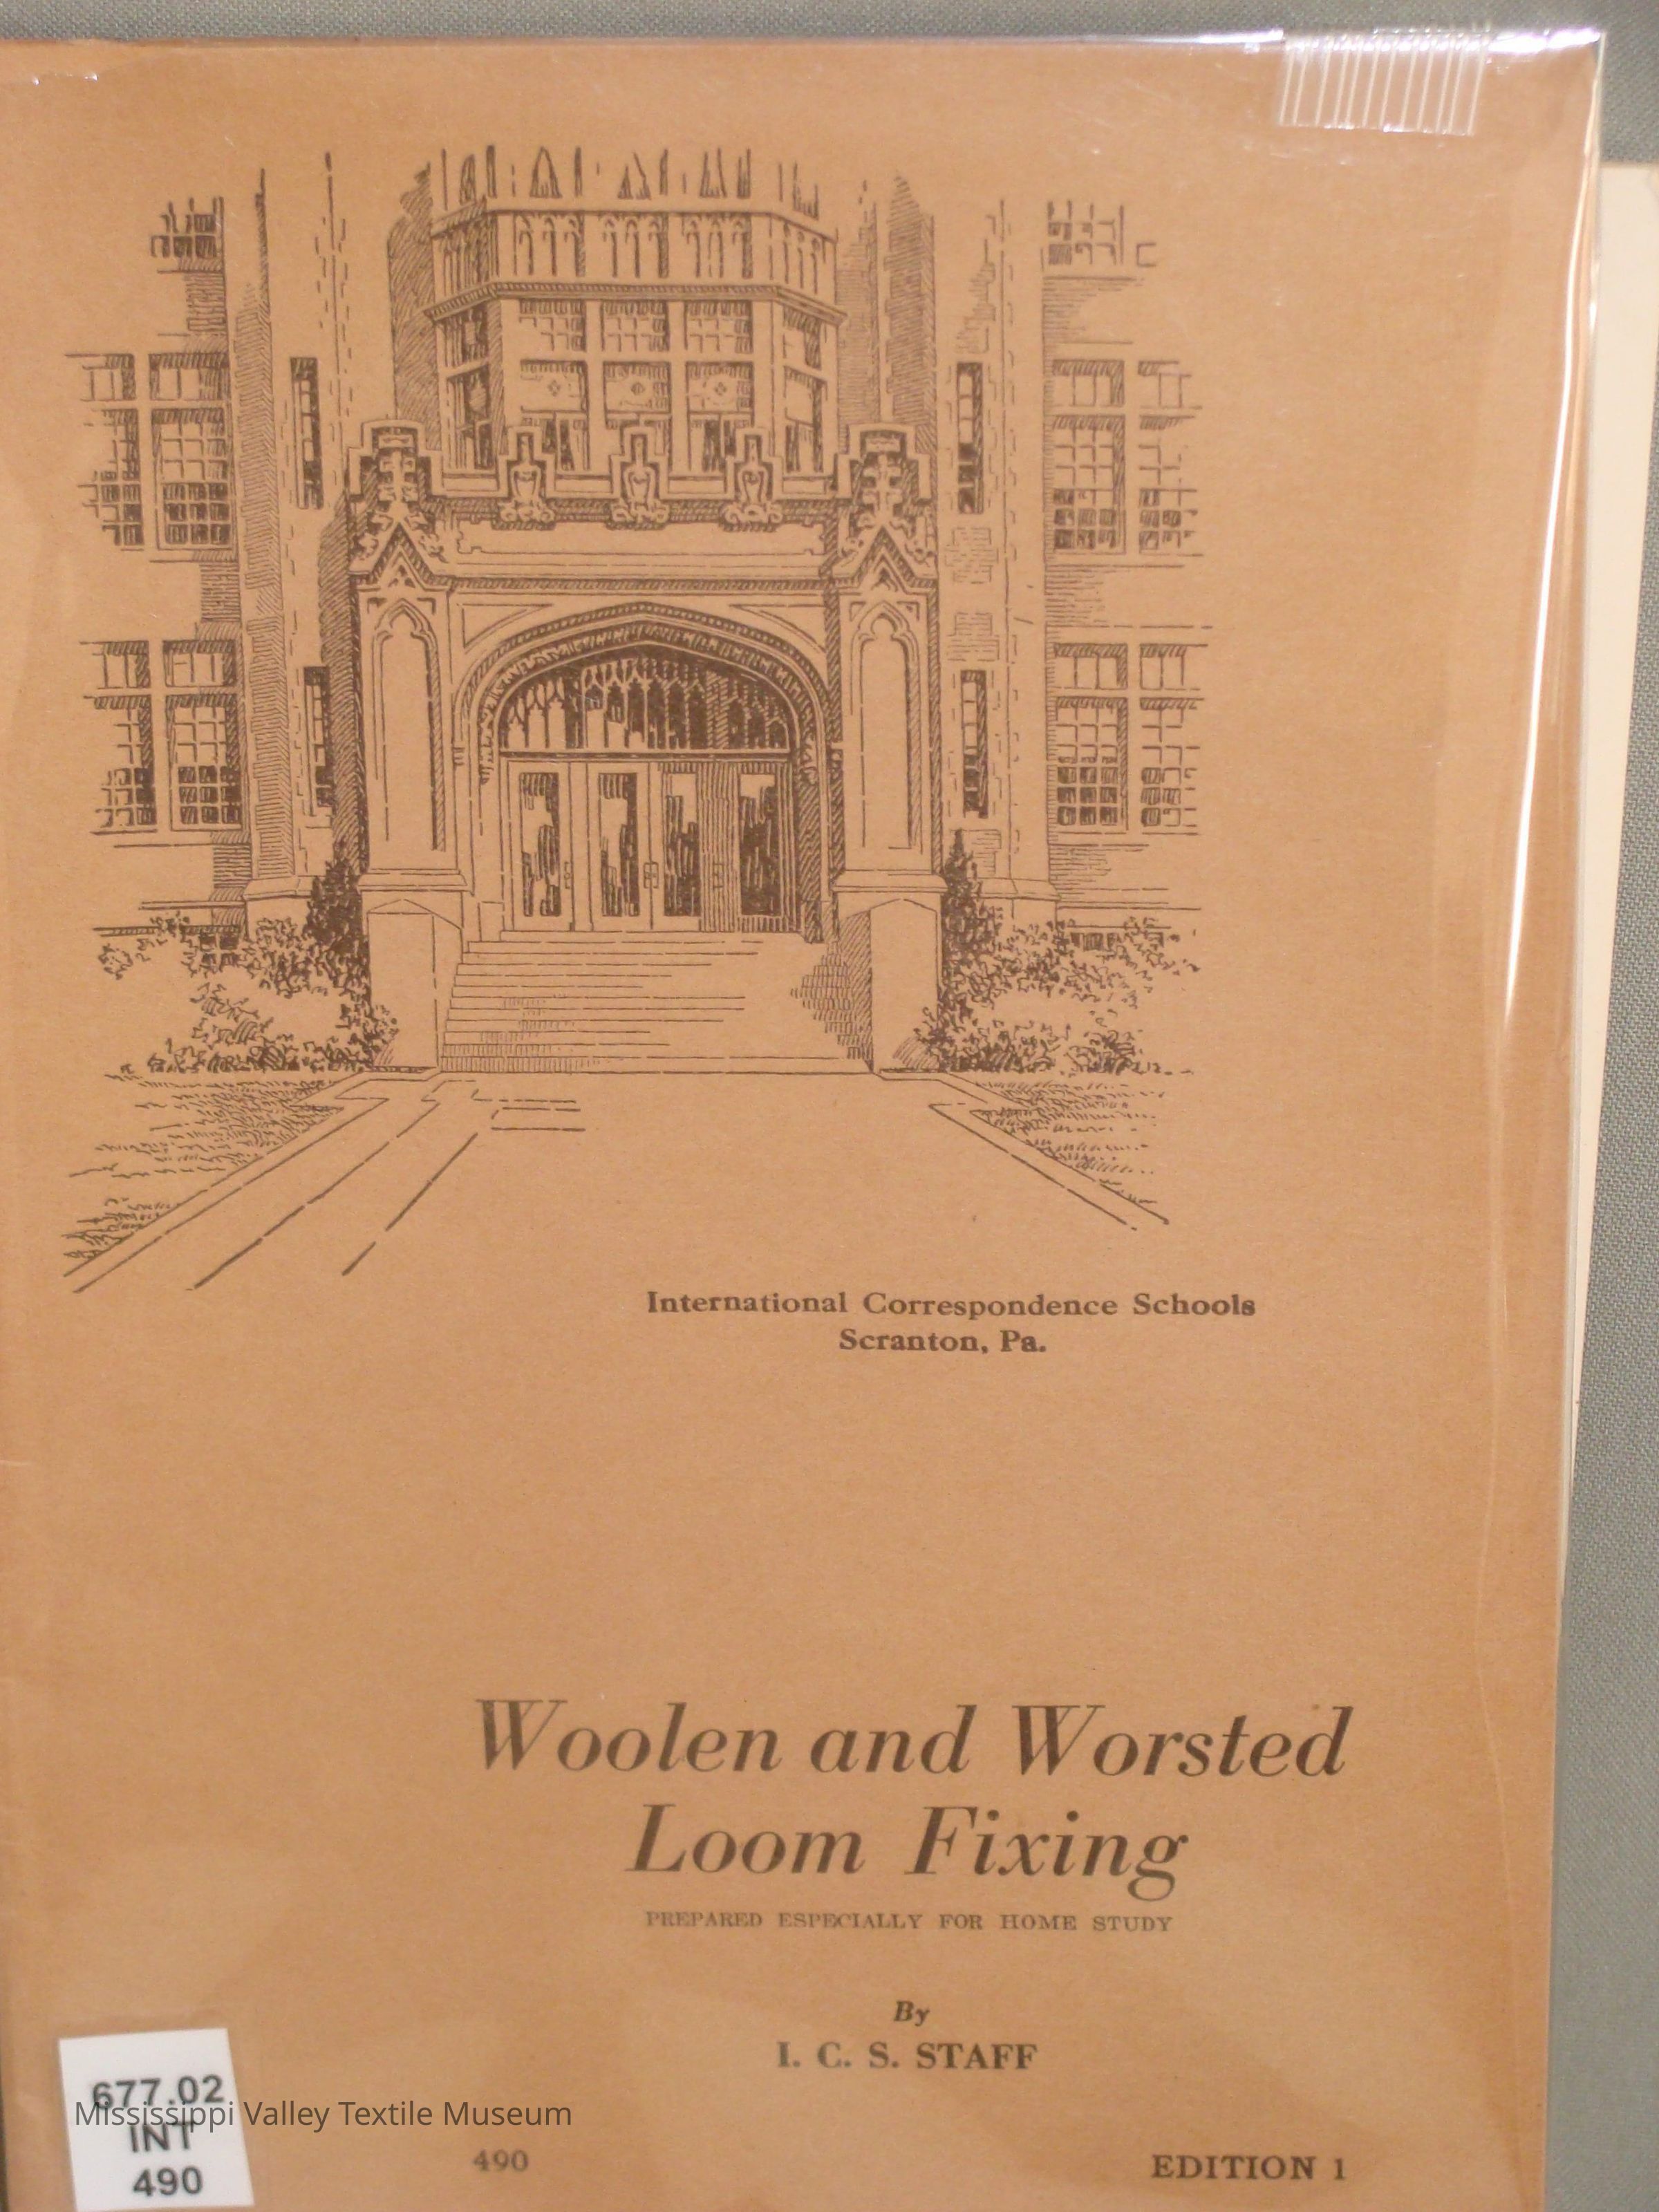 International Correspondence Schools
Scranton, Pa.
Woolen and Worsted
Loom Fixing
PREPARED ESPECIALLY FOR HOME STUDY
By
I. C. S. STAFF
677.02
Mississippi Valley Textile Museum
INT
490
490
EDITION 1